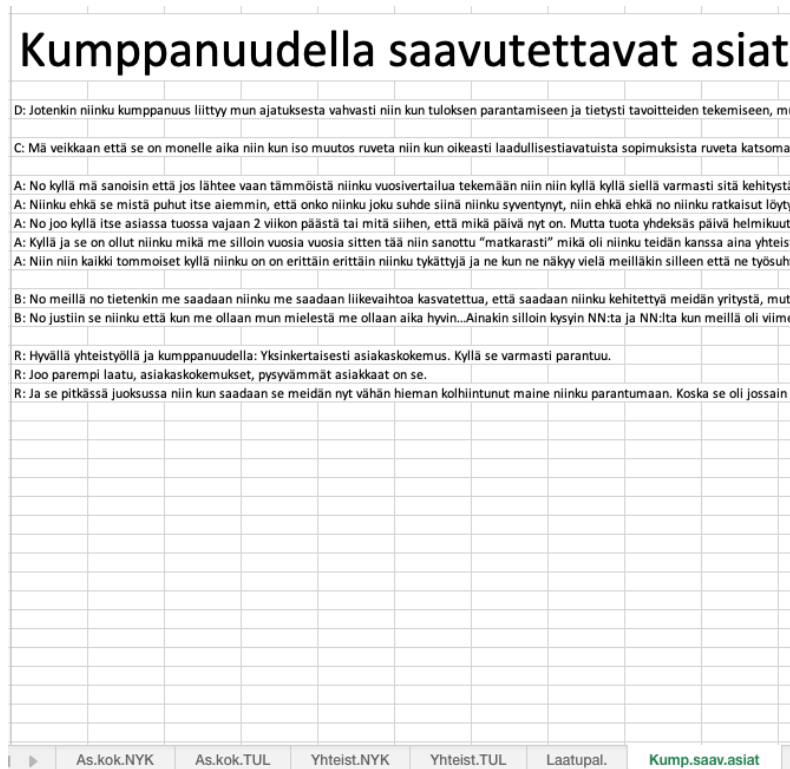 Kumppanuudella saavutettavat asiat
D: Jotenkin niinku kumppanuus liittyy mun ajatuksesta vahvasti niin kun tuloksen parantamiseen ja tietysti tavoitteiden tekemiseen, mu
C: Mä veikkaan että se on monelle aika niin kun iso muutos ruveta niin kun oikeasti laadullisestiavatuista sopimuksista ruveta katsoma
A: No kyllä mä sanoisin että jos lähtee vaan tämmöistä niinku vuosivertailua tekemään niin niin kyllä kyllä siellä varmasti sitä kehitystä
A: Niinku ehkä se mistä puhut itse aiemmin, että onko niinku joku suhde siinä niinku syventynyt, niin ehkä ehkä no niinku ratkaisut löyty
A: No joo kyllä itse asiassa tuossa vajaan 2 viikon päästä tai mitä siihen, että mikä päivä nyt on. Mutta tuota yhdeksäs päivä helmikuut
A: Kyllä ja se on ollut niinku mikä me silloin vuosia vuosia sitten tää niin sanottu "matkarasti" mikä oli niinku teidän kanssa aina yhteis
A: Niin niin kaikki tommoiset kyllä niinku on on erittäin erittäin niinku tykättyjä ja ne kun ne näkyy vielä meilläkin silleen että ne työsuh
B: No meillä no tietenkin me saadaan niinku me saadaan liikevaihtoa kasvatettua, että saadaan niinku kehitettyä meidän yritystä, mut
B: No justiin se niinku että kun me ollaan mun mielestä me ollaan aika hyvin...Ainakin silloin kysyin NN:ta ja NN:lta kun meillä oli viime
R: Hyvällä yhteistyöllä ja kumppanuudella: Yksinkertaisesti asiakaskokemus. Kyllä se varmasti parantuu.
R: Joo parempi laatu, asiakaskokemukset, pysyvämmät asiakkaat on se.
R: Ja se pitkässä juoksussa niin kun saadaan se meidän nyt vähän hieman kolhiintunut maine niinku parantumaan. Koska se oli jossain
As.kok.NYK As.kok.TUL Yhteist.NYK Yhteist.TUL Laatupal. Kump.saav.asiat